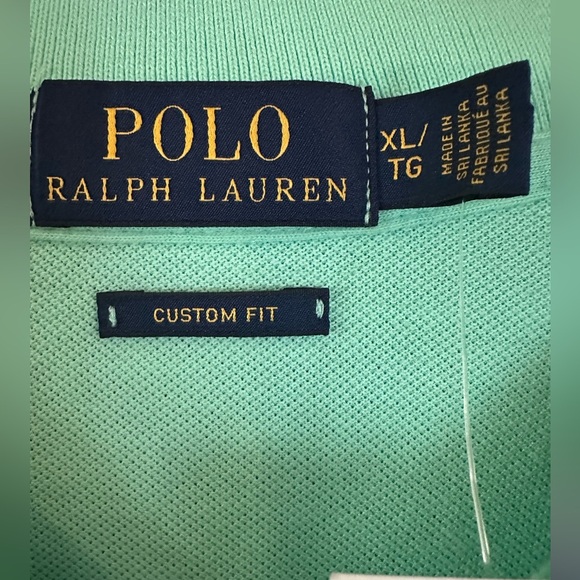 POLO
RALPH LAUREN
XL/
TG
MADE IN
SRI LANKA
FABRIQUÉ AU
SRI LANKA
CUSTOM FIT